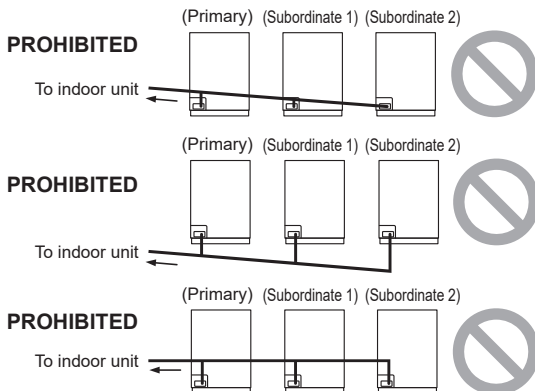 (Primary) (Subordinate 1) (Subordinate 2)
PROHIBITED
To indoor unit
(Primary) (Subordinate 1) (Subordinate 2)
PROHIBITED
To indoor unit
(Primary) (Subordinate 1) (Subordinate 2)
PROHIBITED
To indoor unit